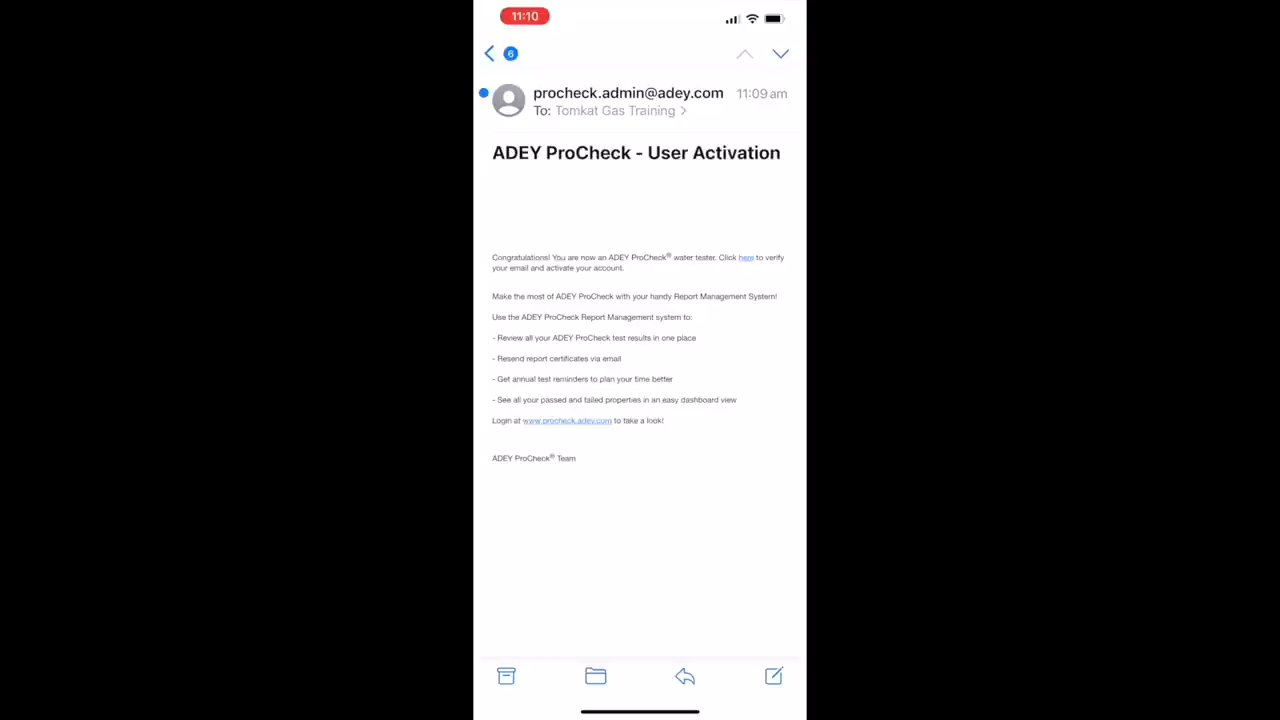 11:10
6
procheck.admin@adey.com 11:09 am
To: Tomkat Gas Training >
ADEY ProCheck - User Activation
Congratulations! You are now an ADEY ProCheck® water tester. Click here to verify
your email and activate your account.
Make the most of ADEY ProCheck with your handy Report Management System!
Use the ADEY ProCheck Report Management system to:
- Review all your ADEY ProCheck test results in one place
- Resend report certificates via email
- Get annual test reminders to plan your time better
- See all your passed and failed properties in an easy dashboard view
Login at www.procheck.adey.com to take a look!
ADEY ProCheck® Team